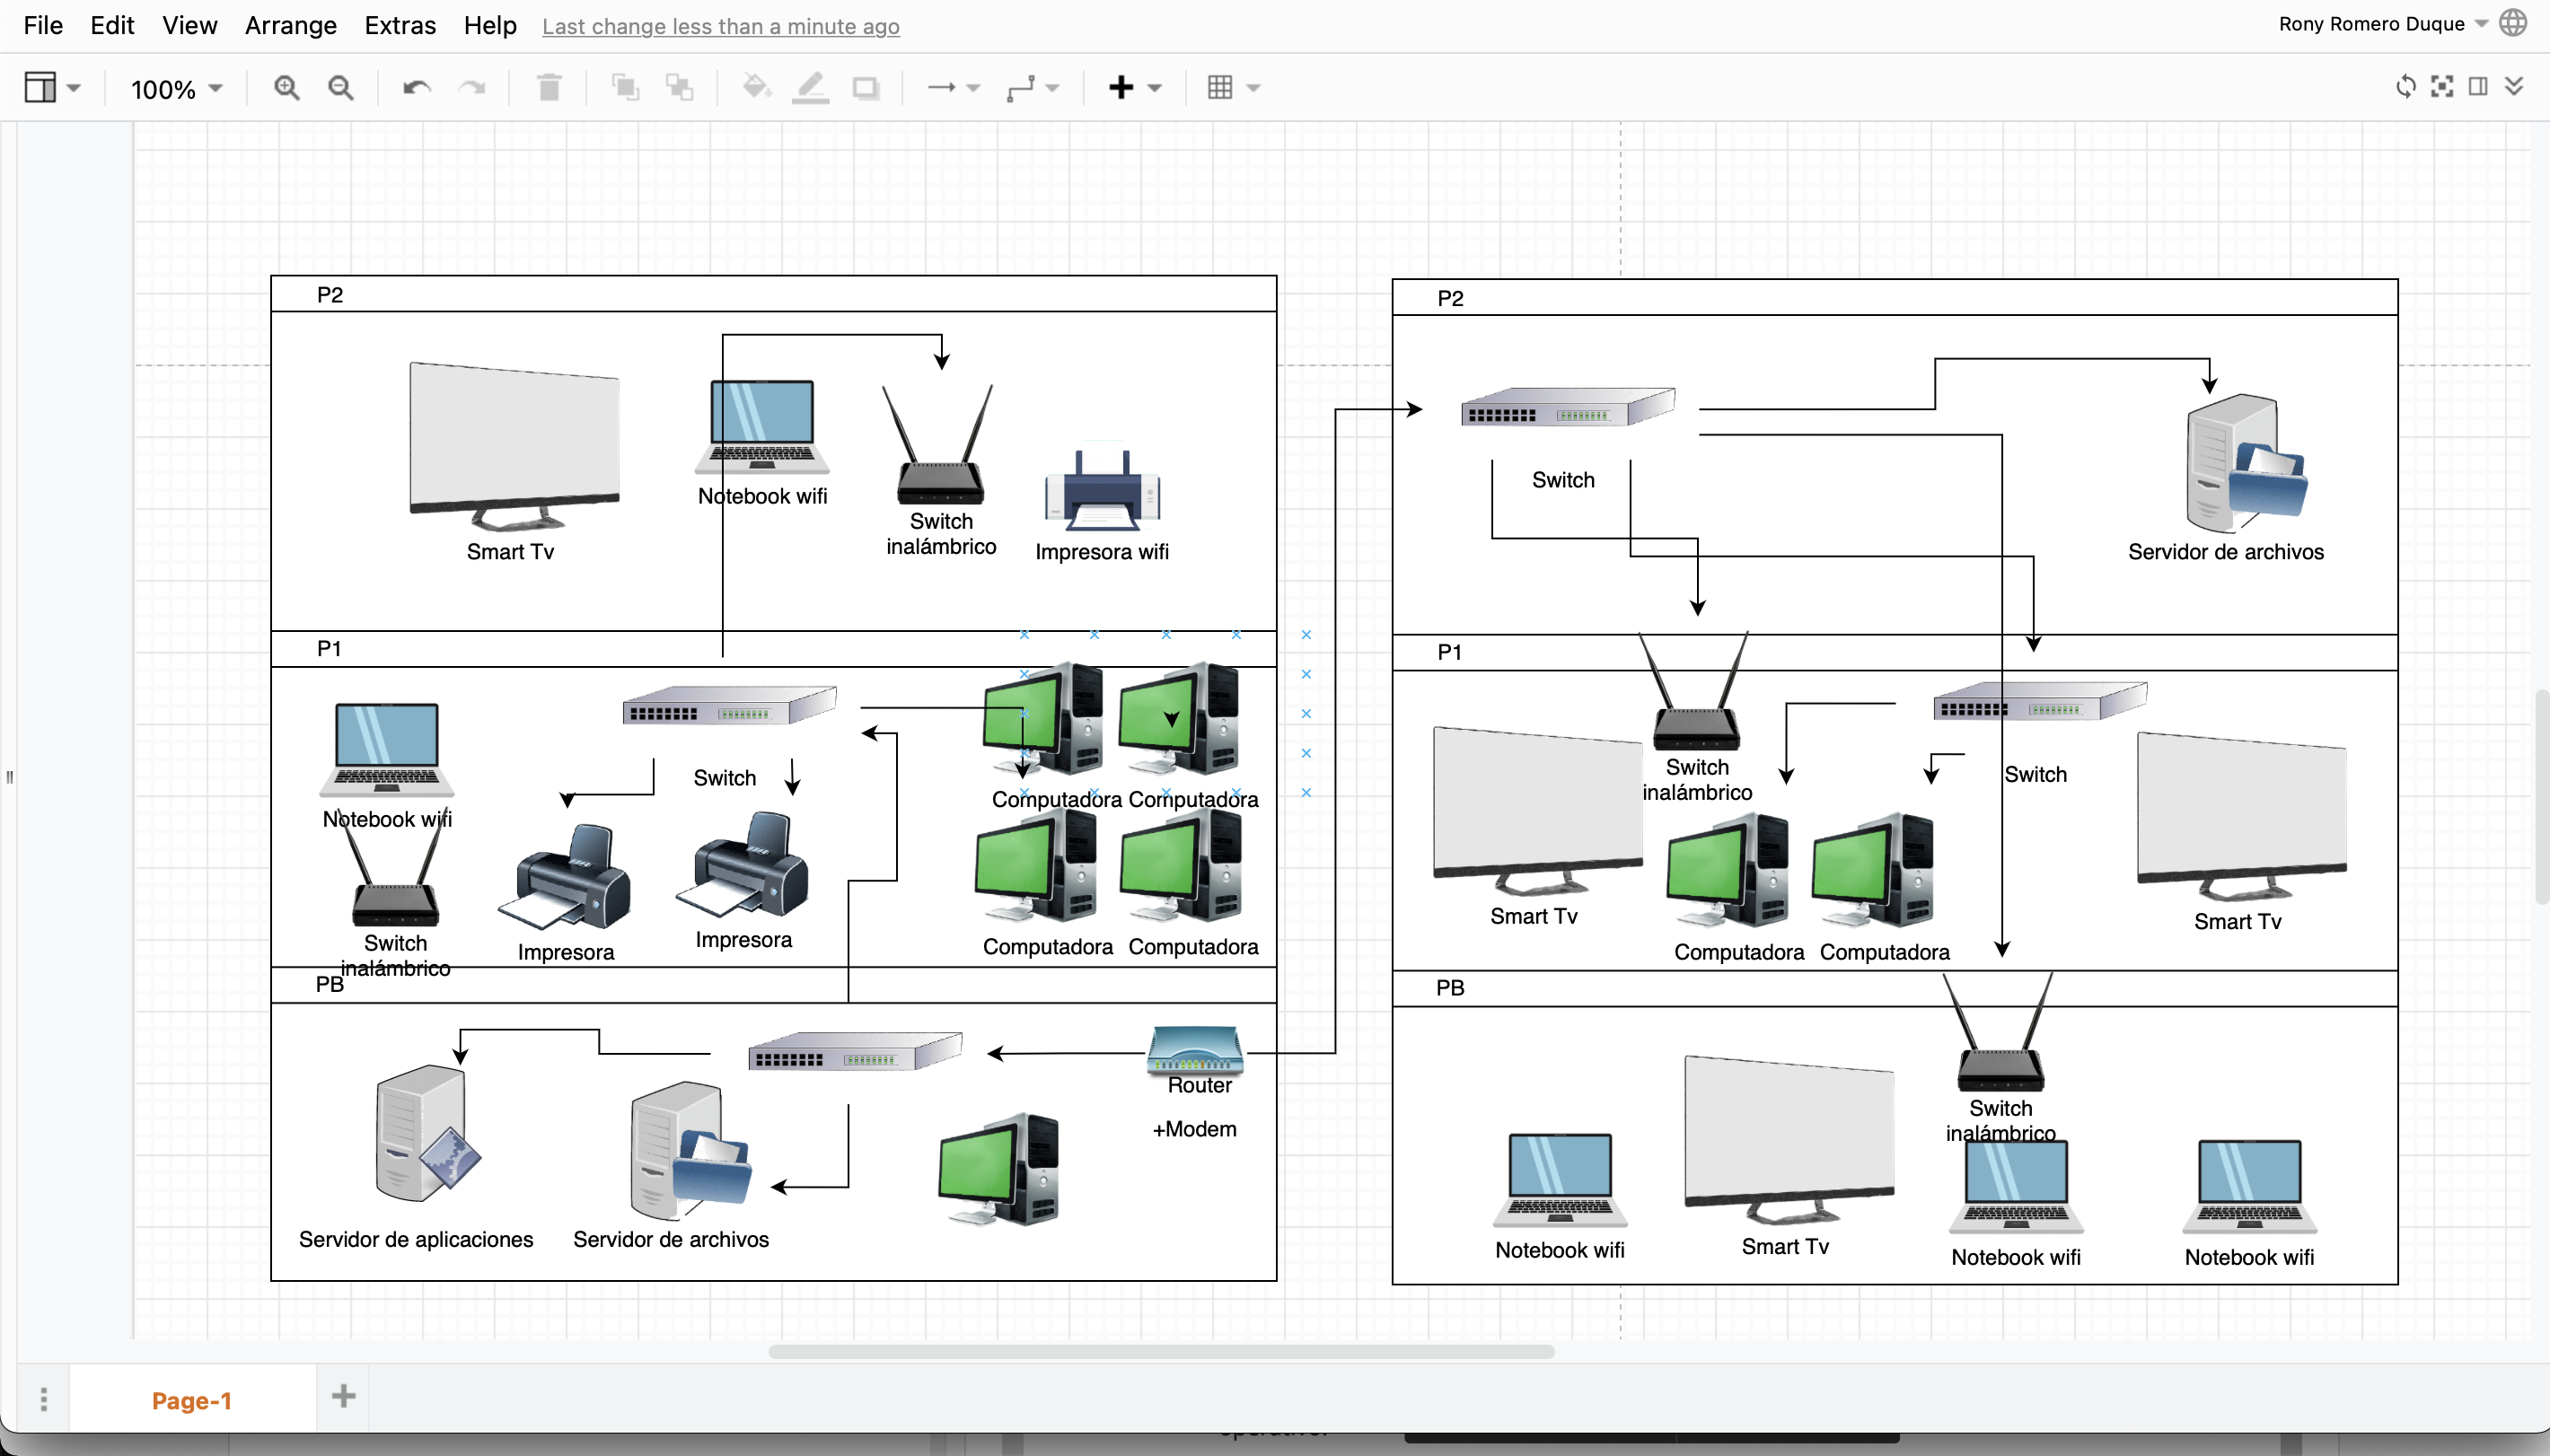 File Edit View Arrange Extras Help Last change less than a minute ago
Rony Romero Duque
100%
P2
Smart Tv
Notebook wifi
Switch
inalámbrico
Impresora wifi
P1
Notebook wifi
Switch
inalámbrico
Impresora
Switch
Impresora
Computadora Computadora
Computadora Computadora
PB
Servidor de aplicaciones
Servidor de archivos
Router
+Modem
P2
Switch
Servidor de archivos
P1
Smart Tv
Switch
inalámbrico
Computadora Computadora
Switch
Smart Tv
PB
Notebook wifi
Smart Tv
Switch
inalámbrico
Notebook wifi
Notebook wifi
Page-1